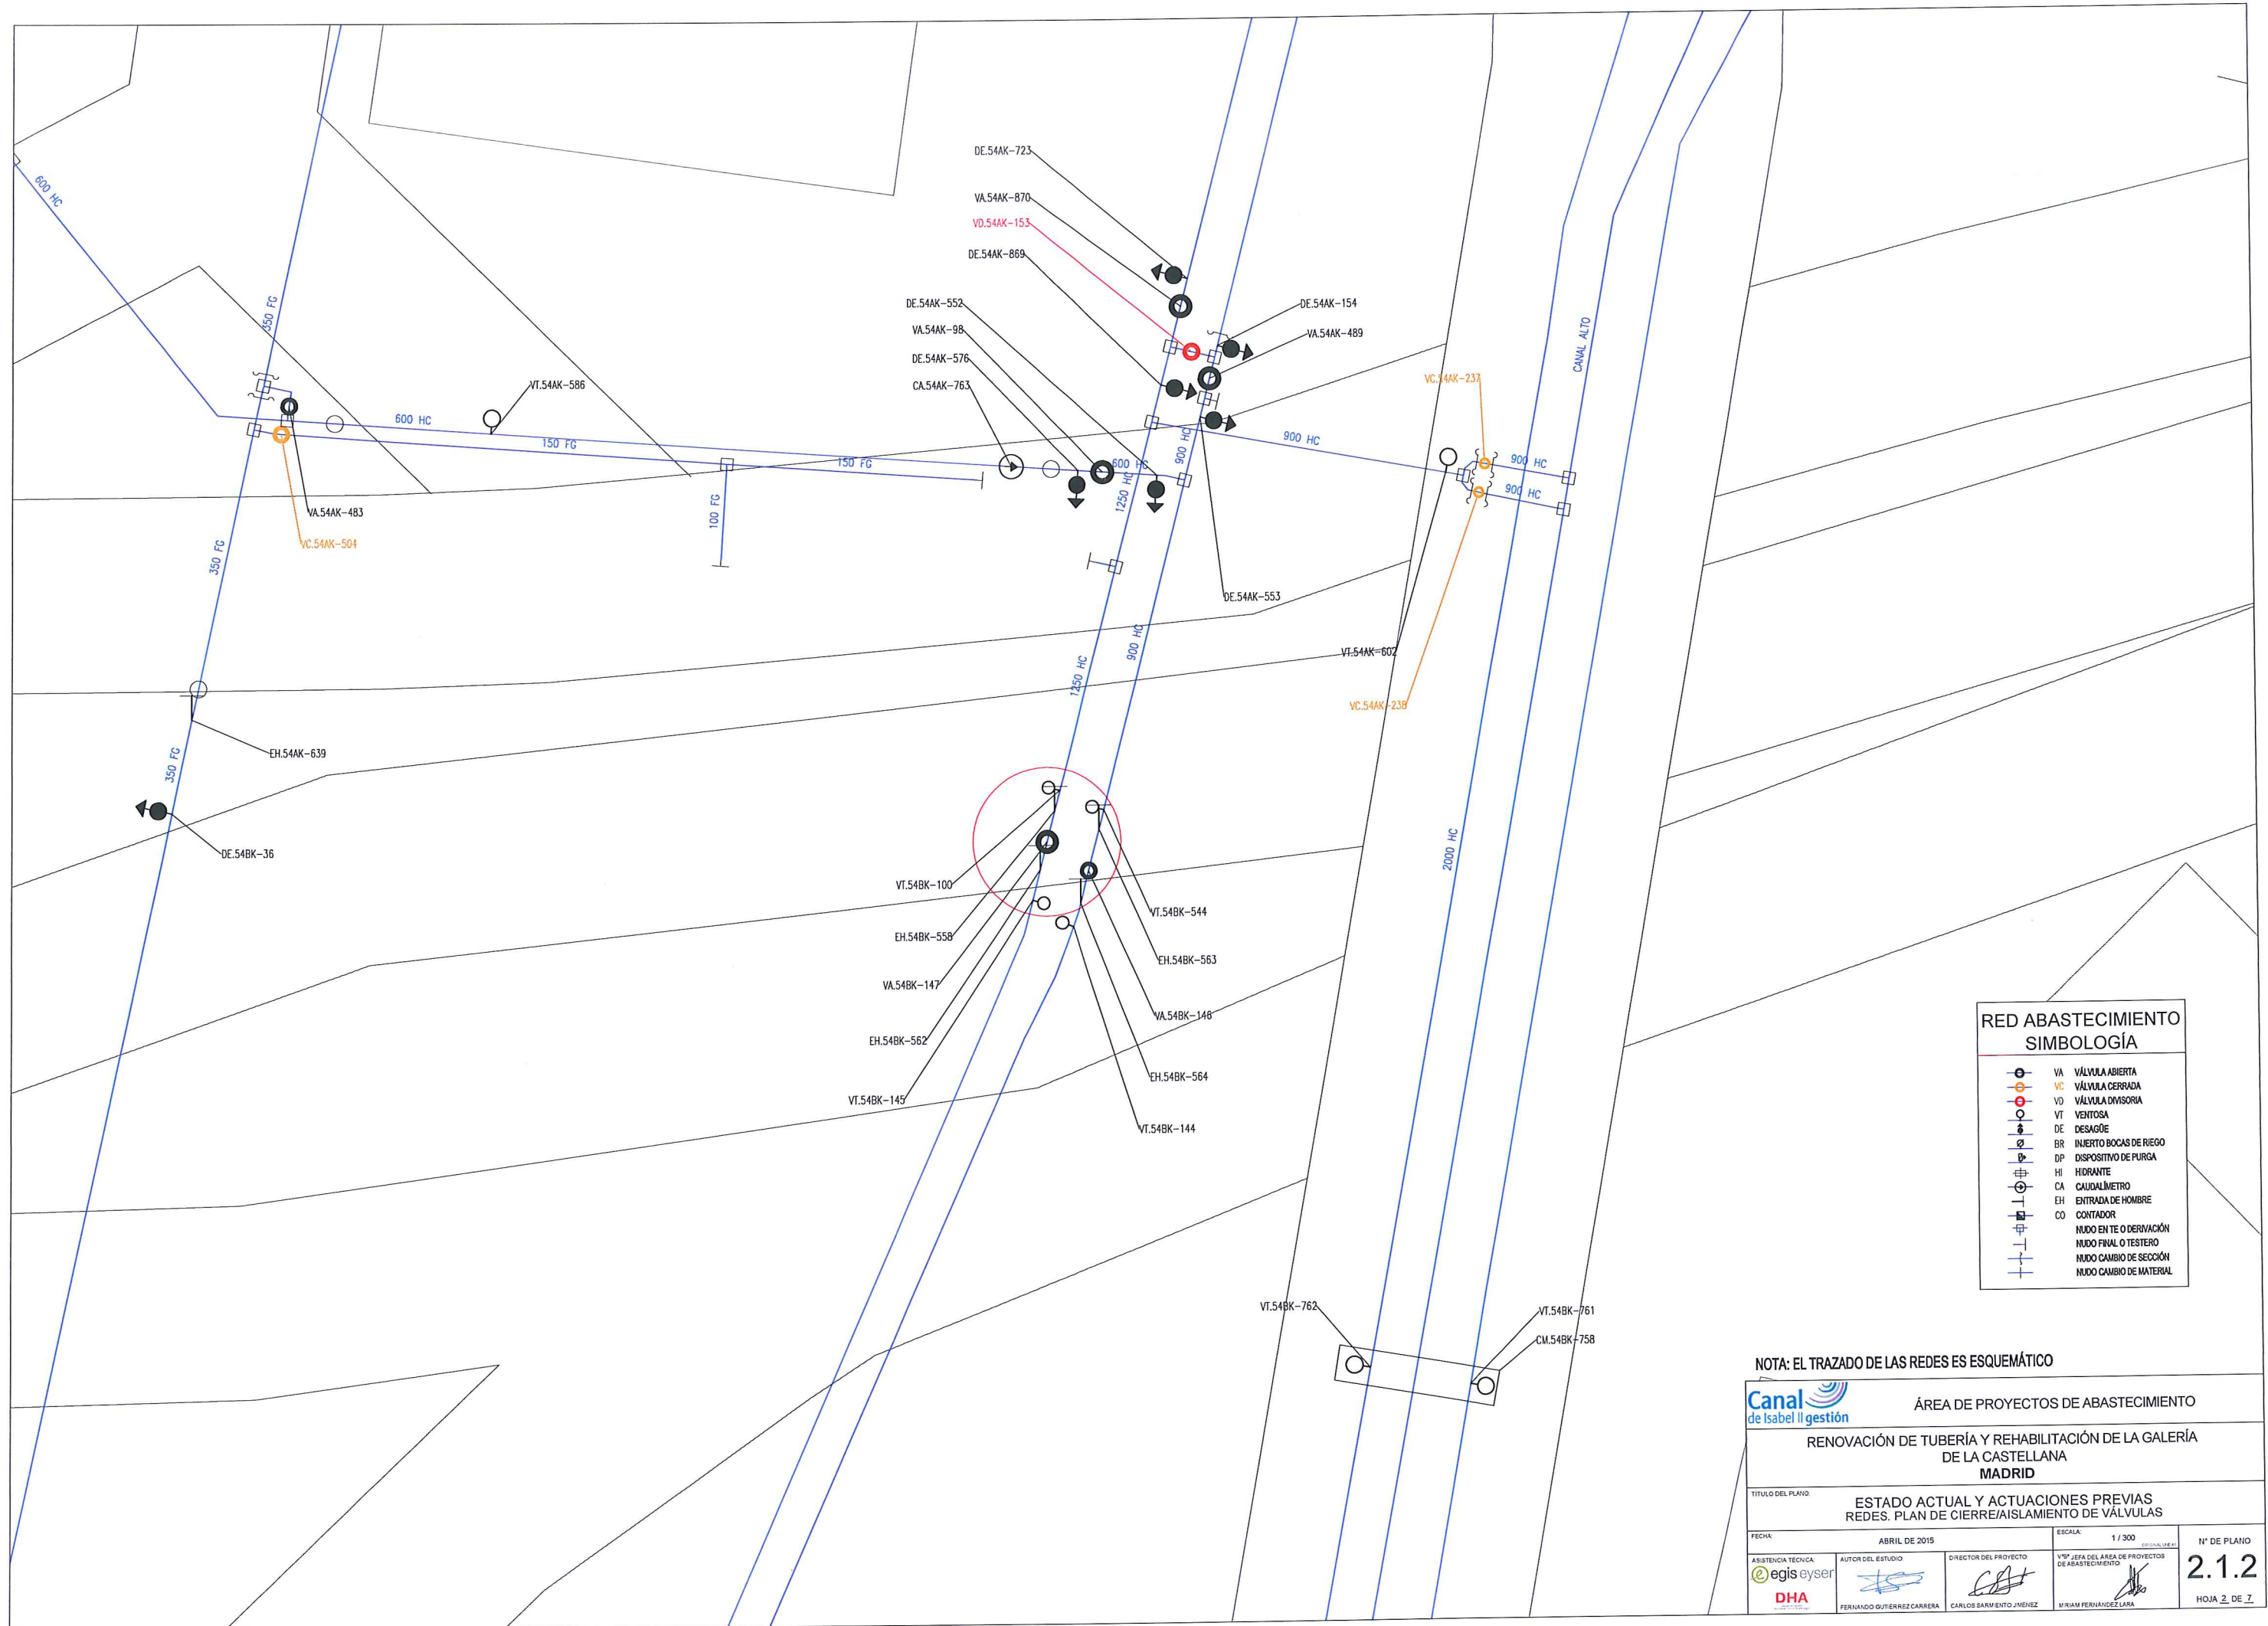 600 HC
350 FG
DE.54AK-723
VA.54AK-870
VD.54AK-153
DE.54AK-869
DE.54AK-552
VA.54AK-98
DE.54AK-576
CA.54AK-763
DE.54AK-154
VA.54AK-489
CANAL ALTO
VC.54AK-237
VT.54AK-586
600 HC
150 FG
150 FG
600 HC
900 HC
1250 HC
900 HC
900 HC
900 HC
VA.54AK-483
VC.54AK-504
100 FG
350 FG
DE.54AK-553
900 HC
1250 HC
VT.54AK-602
VC.54AK-238
EH.54AK-639
350 FG
DE.54BK-36
2000 HC
VT.54BK-100
VT.54BK-544
EH.54BK-558
EH.54BK-563
VA.54BK-147
VA.54BK-146
EH.54BK-562
EH.54BK-564
VT.54BK-145
VT.54BK-144
VT.54BK-762
VT.54BK-761
CM.54BK-758
RED ABASTECIMIENTO
SIMBOLOGÍA
VA VÁLVULA ABIERTA
VC VÁLVULA CERRADA
VD VÁLVULA DIVISORIA
VT VENTOSA
DE DESAGÜE
BR INJERTO BOCAS DE RIEGO
DP DISPOSITIVO DE PURGA
HI HIDRANTE
CA CAUDALÍMETRO
EH ENTRADA DE HOMBRE
CO CONTADOR
NUDO EN TE O DERIVACIÓN
NUDO FINAL O TESTERO
NUDO CAMBIO DE SECCIÓN
NUDO CAMBIO DE MATERIAL
NOTA: EL TRAZADO DE LAS REDES ES ESQUEMÁTICO
Canal
de Isabel II gestión
ÁREA DE PROYECTOS DE ABASTECIMIENTO
RENOVACIÓN DE TUBERÍA Y REHABILITACIÓN DE LA GALERÍA
DE LA CASTELLANA
MADRID
TÍTULO DEL PLANO:
ESTADO ACTUAL Y ACTUACIONES PREVIAS
REDES. PLAN DE CIERRE/AISLAMIENTO DE VÁLVULAS
FECHA:
ABRIL DE 2015
ESCALA:
1 / 300
Nº DE PLANO
2.1.2
HOJA 2 DE 7
ASISTENCIA TÉCNICA:
egis eyser
DHA
AUTOR DEL ESTUDIO
FERNANDO GUTIÉRREZ CARRERA
DIRECTOR DEL PROYECTO
CARLOS SARMIENTO JIMÉNEZ
VºBº JEFA DEL ÁREA DE PROYECTOS
DE ABASTECIMIENTO
MIRIAM FERNÁNDEZ LARA